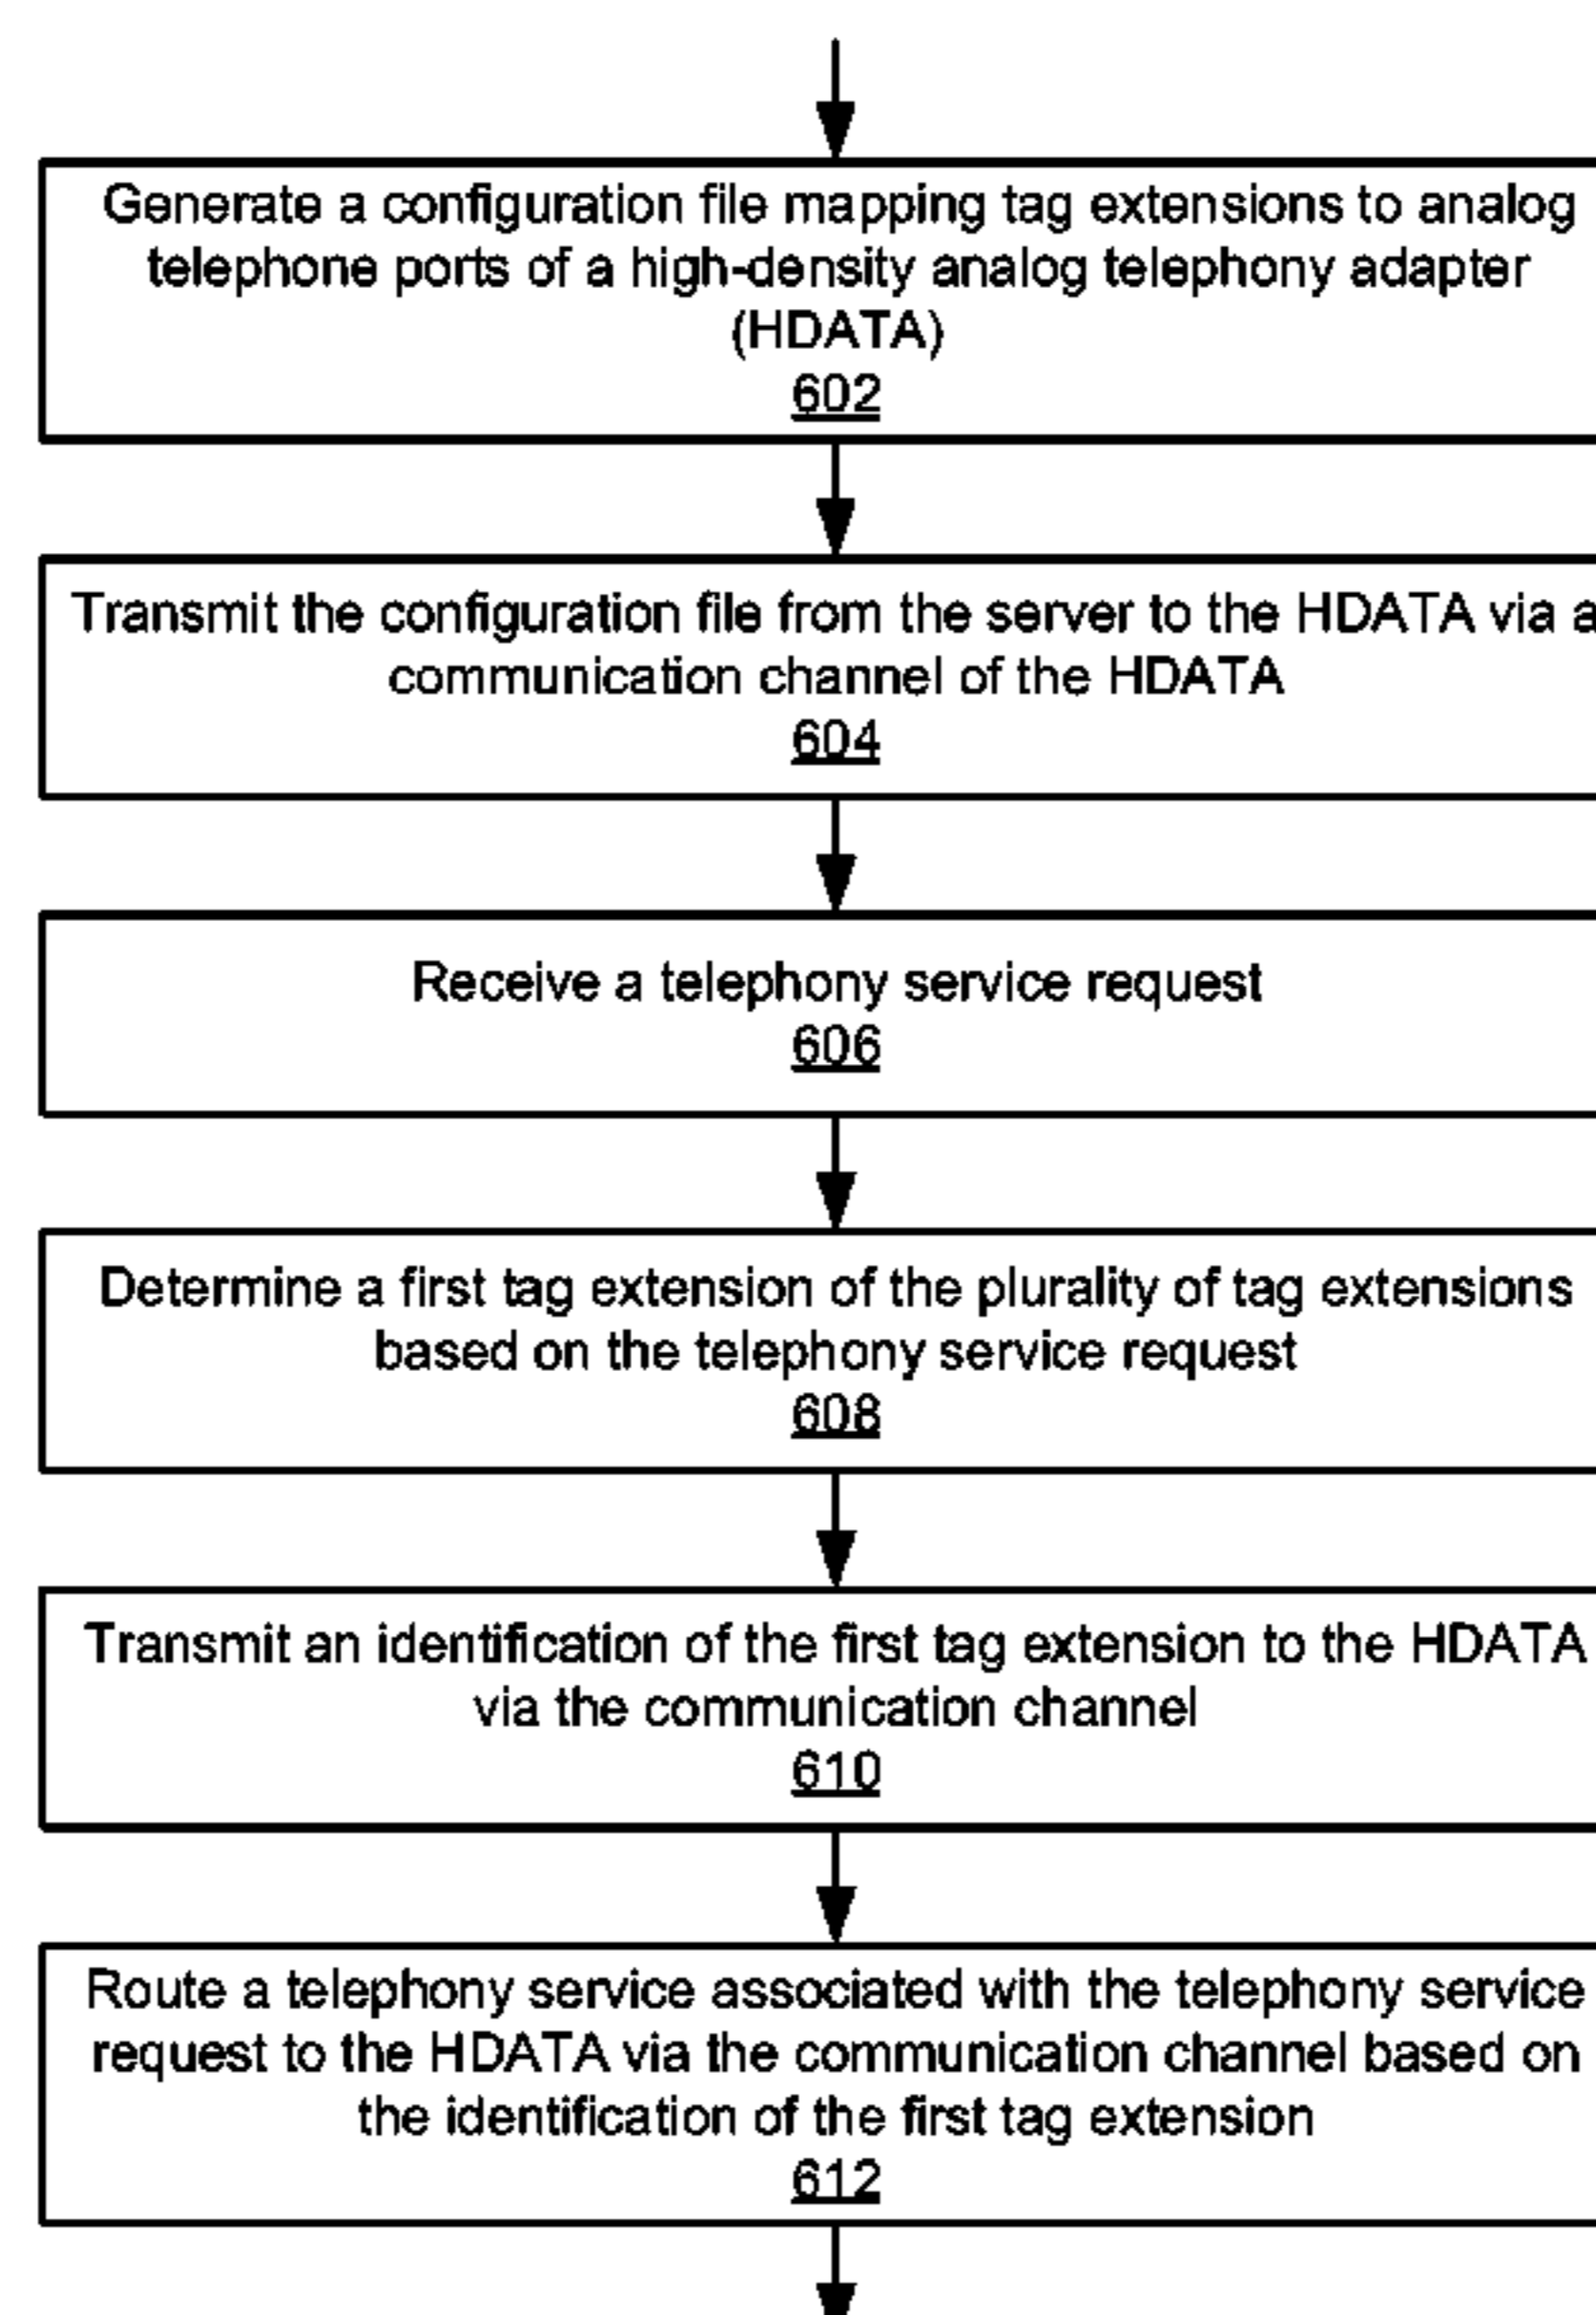 Generate a configuration file mapping tag extensions to analog
telephone ports of a high-density analog telephony adapter
(HDATA)
602
Transmit the configuration file from the server to the HDATA via a
communication channel of the HDATA
604
Receive a telephony service request
606
Determine a first tag extension of the plurality of tag extensions
based on the telephony service request
608
Transmit an identification of the first tag extension to the HDATA
via the communication channel
610
Route a telephony service associated with the telephony service
request to the HDATA via the communication channel based on
the identification of the first tag extension
612